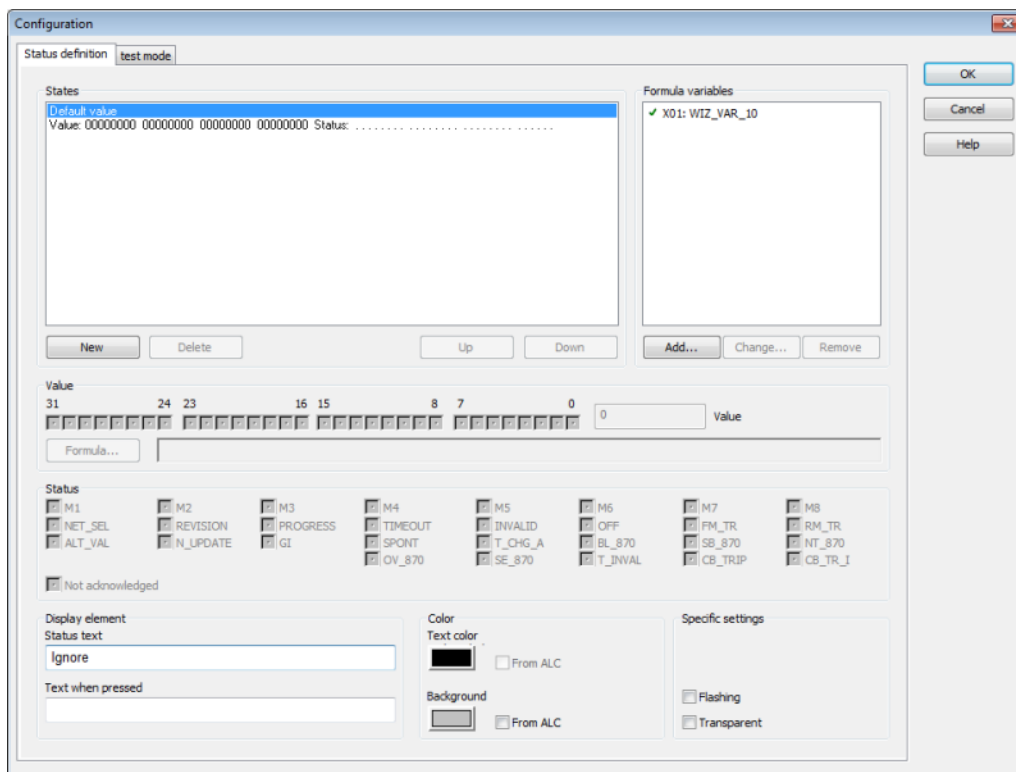 Configuration
Status definition test mode
OK
Cancel
Help
States
Default value
Value: 00000000 00000000 00000000 00000000 Status: . . . . . . . . . . . . . . . . . . . . . . . . . . . . . .
Formula variables
X01: WIZ_VAR_10
New Delete Up Down
Add... Change... Remove
Value
31 24 23 16 15 8 7 0
0 Value
Formula...
Status
M1 M2 M3 M4 M5 M6 M7 M8
NET_SEL REVISION PROGRESS TIMEOUT INVALID OFF FM_TR RM_TR
ALT_VAL N_UPDATE GI SPONT T_CHG_A BL_870 SB_870 NT_870
OV_870 SE_870 T_INVAL CB_TRIP CB_TR_I
Not acknowledged
Display element
Status text
Ignore
Text when pressed
Color
Text color
From ALC
Background
From ALC
Specific settings
Flashing
Transparent